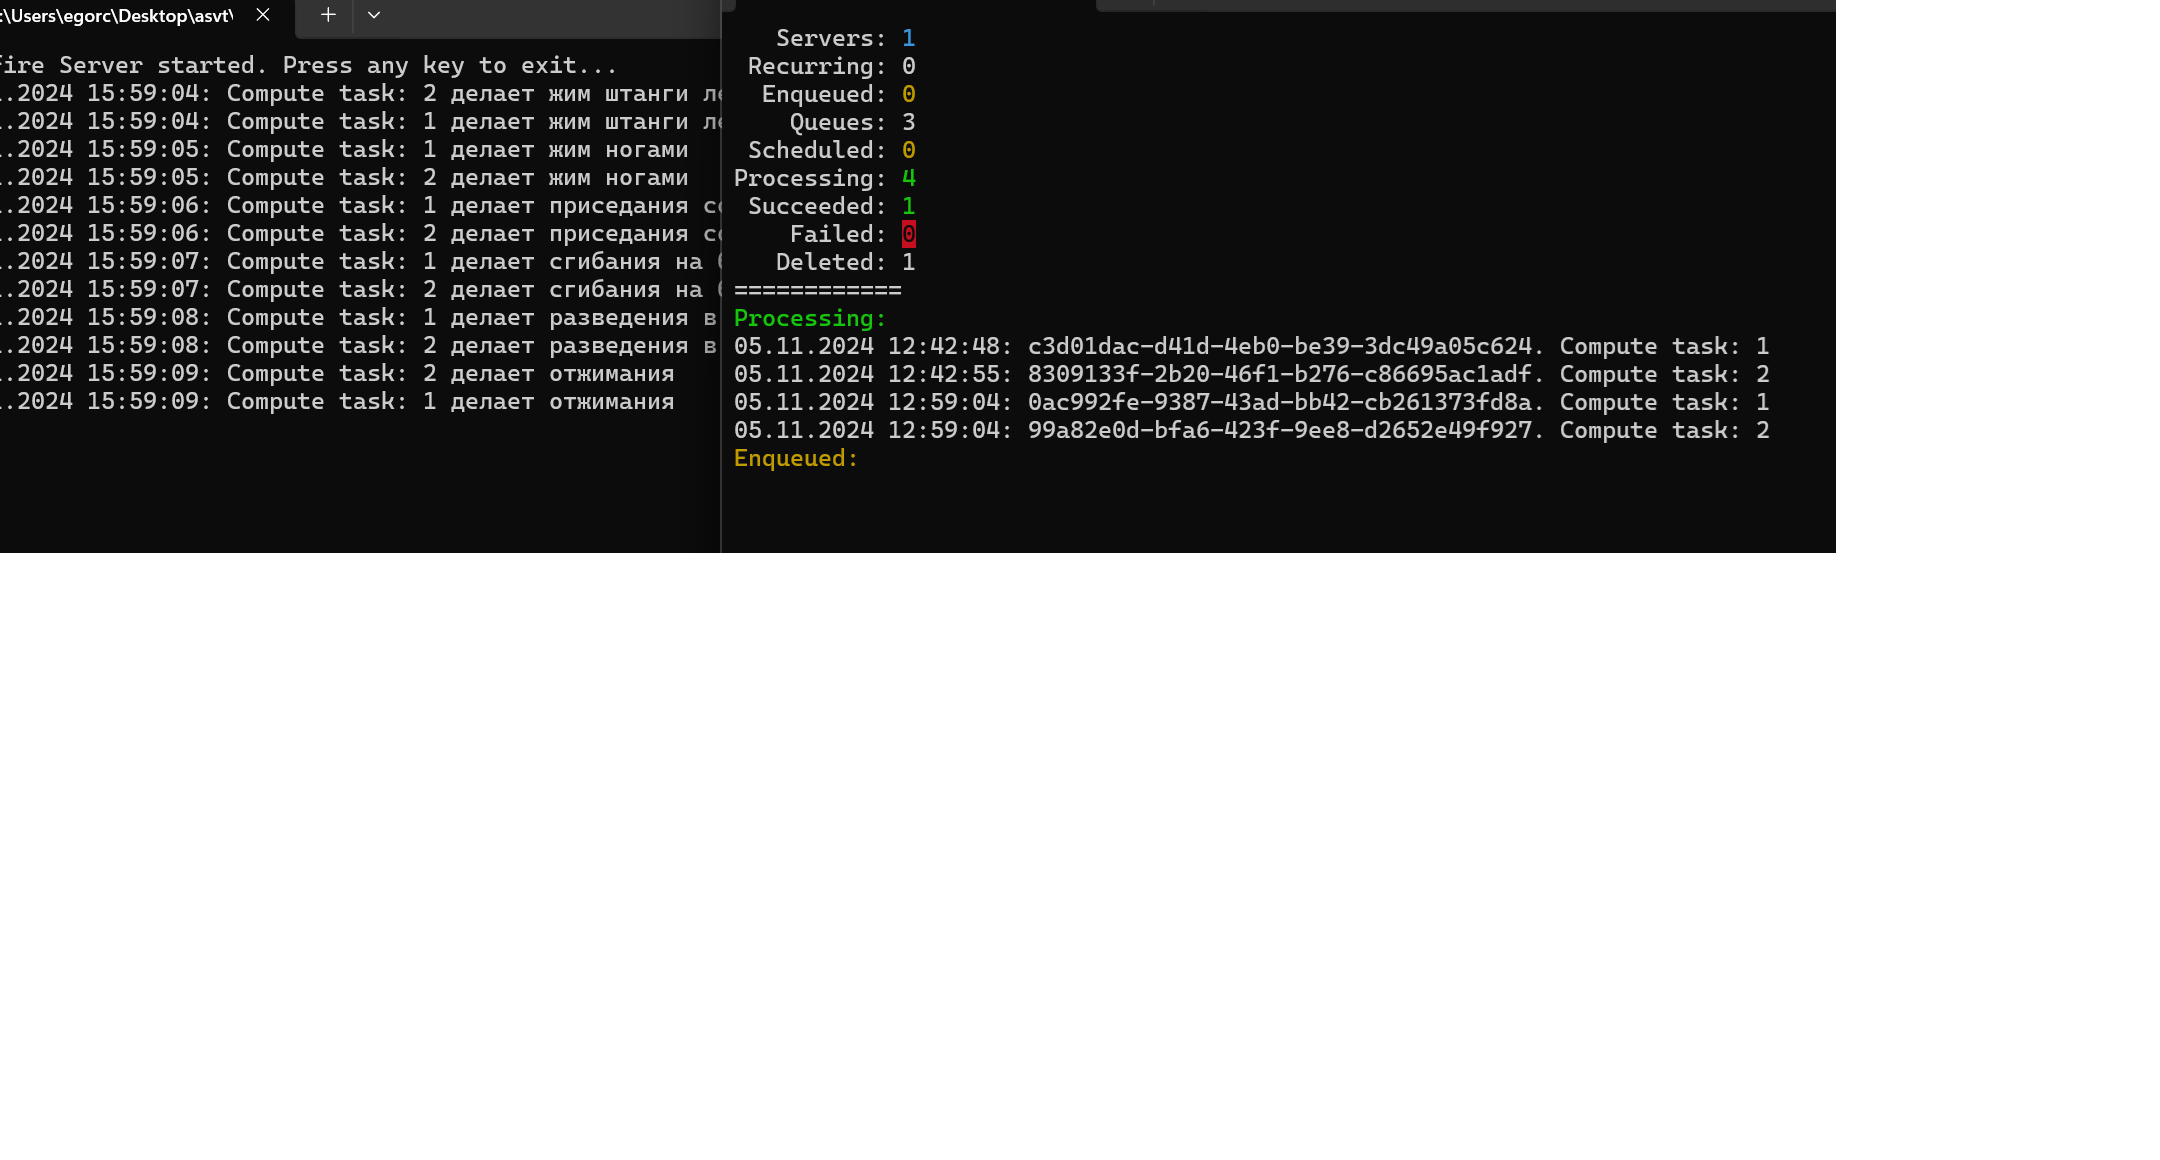 :\Users\egorc\Desktop\asvt\
ire Server started. Press any key to exit...
.2024 15:59:04: Compute task: 2 делает жим штанги ле
.2024 15:59:04: Compute task: 1 делает жим штанги ле
.2024 15:59:05: Compute task: 1 делает жим ногами
.2024 15:59:05: Compute task: 2 делает жим ногами
.2024 15:59:06: Compute task: 1 делает приседания со
.2024 15:59:06: Compute task: 2 делает приседания со
.2024 15:59:07: Compute task: 1 делает сгибания на
.2024 15:59:07: Compute task: 2 делает сгибания на
.2024 15:59:08: Compute task: 1 делает разведения в
.2024 15:59:08: Compute task: 2 делает разведения в
.2024 15:59:09: Compute task: 2 делает отжимания
.2024 15:59:09: Compute task: 1 делает отжимания
Servers: 1
Recurring: 0
Enqueued: 0
Queues: 3
Scheduled: 0
Processing: 4
Succeeded: 1
Failed: 0
Deleted: 1
============
Processing:
05.11.2024 12:42:48: c3d01dac-d41d-4eb0-be39-3dc49a05c624. Compute task: 1
05.11.2024 12:42:55: 8309133f-2b20-46f1-b276-c86695ac1adf. Compute task: 2
05.11.2024 12:59:04: 0ac992fe-9387-43ad-bb42-cb261373fd8a. Compute task: 1
05.11.2024 12:59:04: 99a82e0d-bfa6-423f-9ee8-d2652e49f927. Compute task: 2
Enqueued: